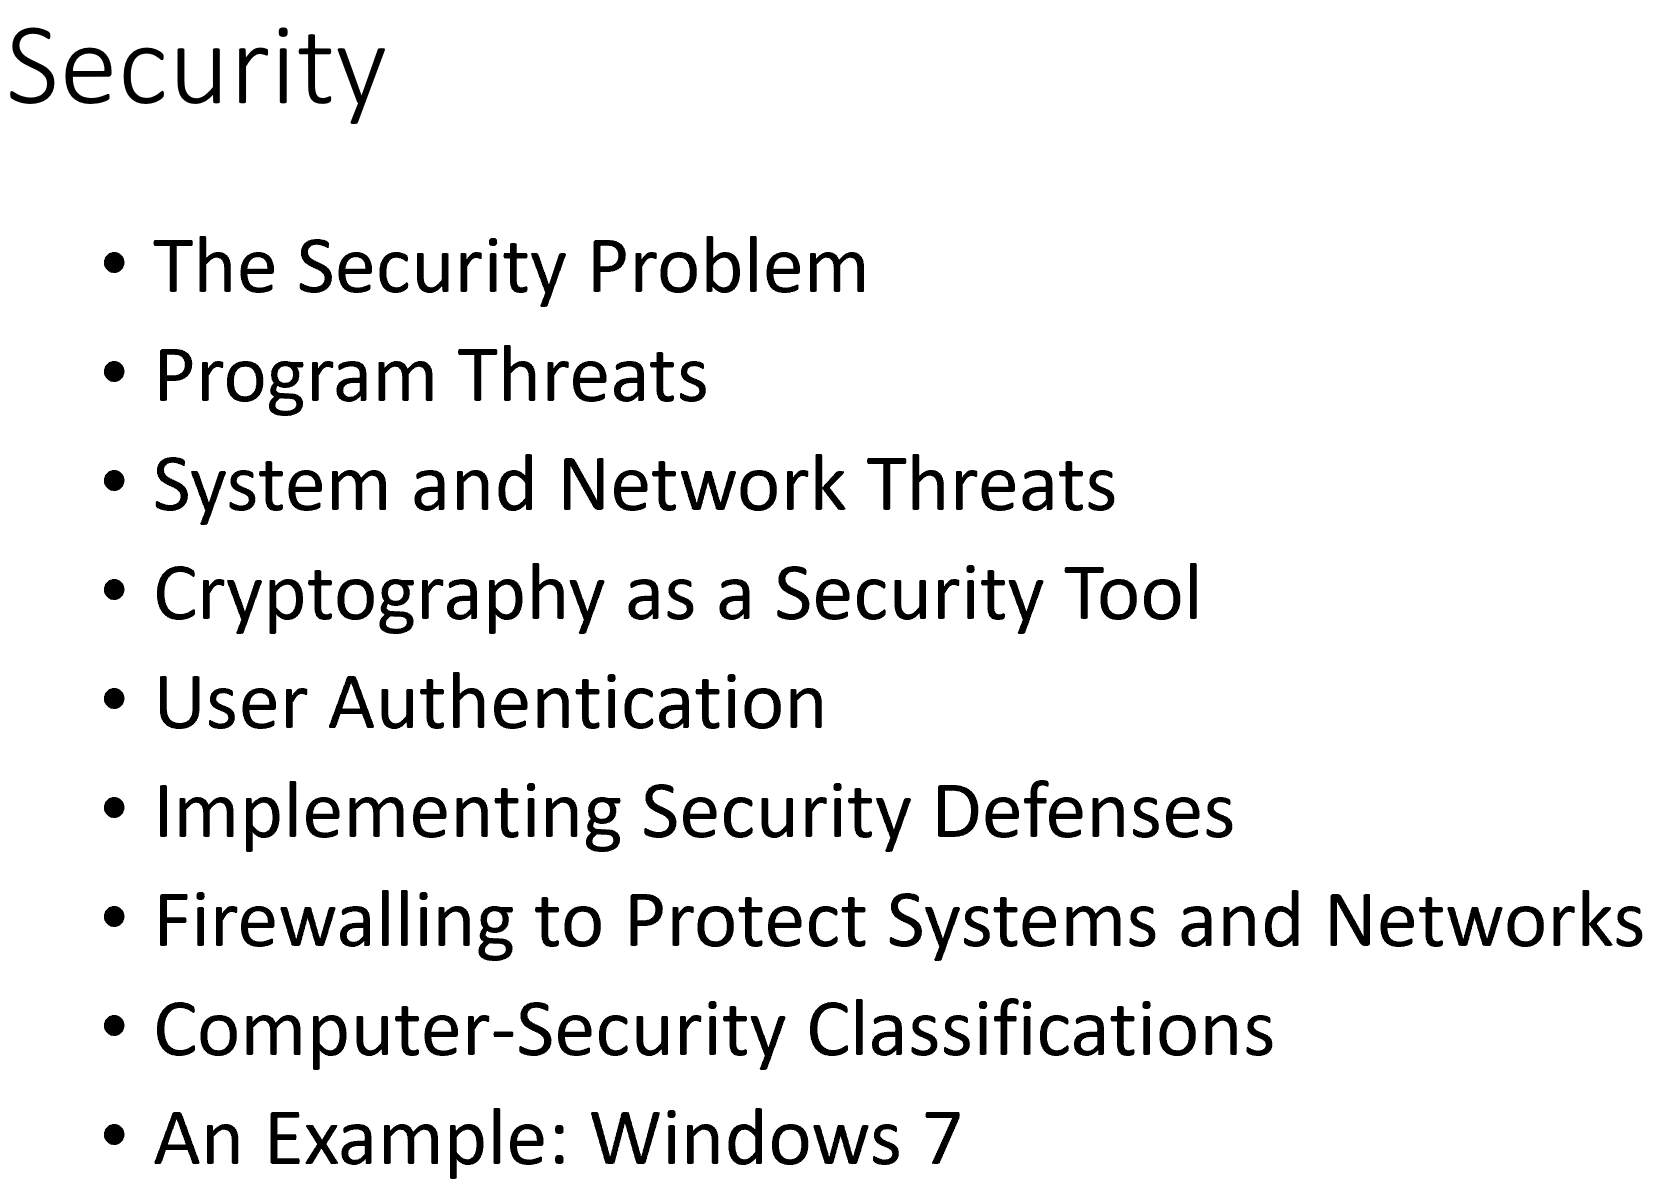 Security
• The Security Problem
• Program Threats
• System and Network Threats
• Cryptography as a Security Tool
• User Authentication
• Implementing Security Defenses
• Firewalling to Protect Systems and Networks
• Computer-Security Classifications
• An Example: Windows 7